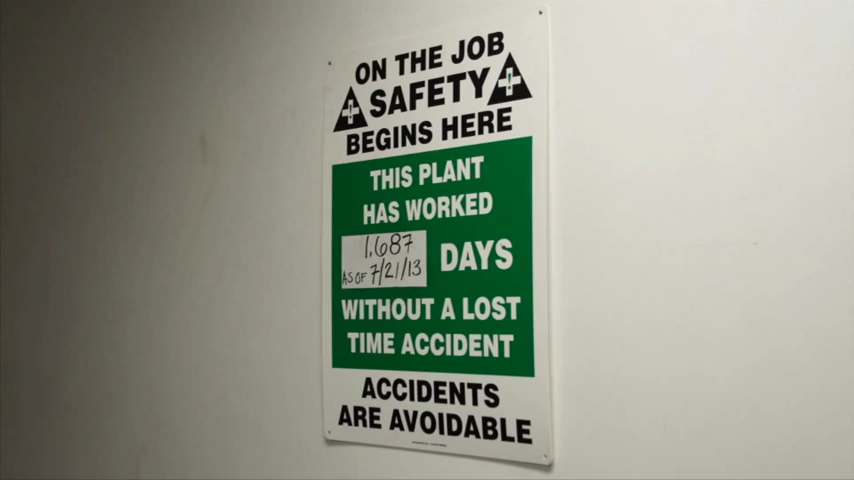 ON THE JOB
SAFETY
BEGINS HERE
THIS PLANT
HAS WORKED
1,687
AS OF 7/21/13
DAYS
WITHOUT A LOST
TIME ACCIDENT
ACCIDENTS
ARE AVOIDABLE